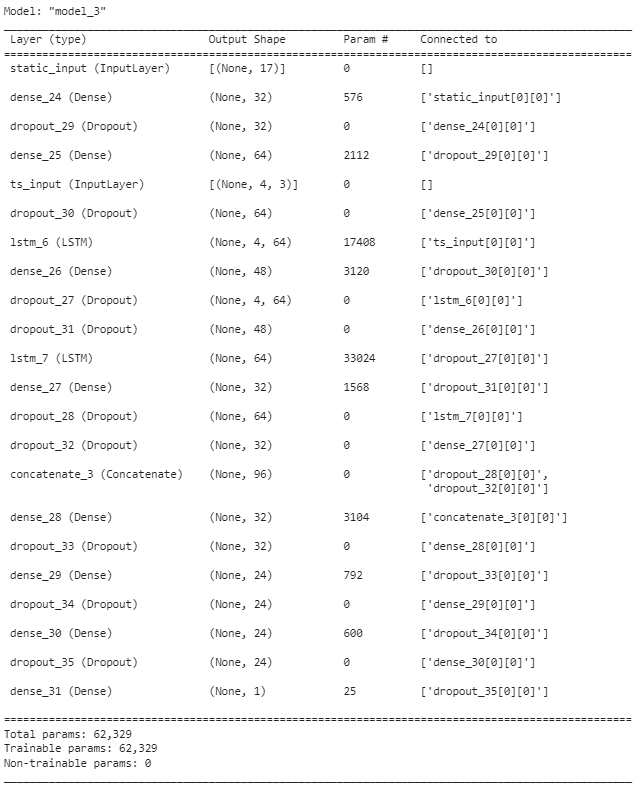 Model: "model_3"
__________________________________________________________________________________________________
Layer (type) Output Shape Param # Connected to
==================================================================================================
static_input (InputLayer) [(None, 17)] 0 []
dense_24 (Dense) (None, 32) 576 ['static_input[0][0]']
dropout_29 (Dropout) (None, 32) 0 ['dense_24[0][0]']
dense_25 (Dense) (None, 64) 2112 ['dropout_29[0][0]']
ts_input (InputLayer) [(None, 4, 3)] 0 []
dropout_30 (Dropout) (None, 64) 0 ['dense_25[0][0]']
lstm_6 (LSTM) (None, 4, 64) 17408 ['ts_input[0][0]']
dense_26 (Dense) (None, 48) 3120 ['dropout_30[0][0]']
dropout_27 (Dropout) (None, 4, 64) 0 ['lstm_6[0][0]']
dropout_31 (Dropout) (None, 48) 0 ['dense_26[0][0]']
lstm_7 (LSTM) (None, 64) 33024 ['dropout_27[0][0]']
dense_27 (Dense) (None, 32) 1568 ['dropout_31[0][0]']
dropout_28 (Dropout) (None, 64) 0 ['lstm_7[0][0]']
dropout_32 (Dropout) (None, 32) 0 ['dense_27[0][0]']
concatenate_3 (Concatenate) (None, 96) 0 ['dropout_28[0][0]',
'dropout_32[0][0]']
dense_28 (Dense) (None, 32) 3104 ['concatenate_3[0][0]']
dropout_33 (Dropout) (None, 32) 0 ['dense_28[0][0]']
dense_29 (Dense) (None, 24) 792 ['dropout_33[0][0]']
dropout_34 (Dropout) (None, 24) 0 ['dense_29[0][0]']
dense_30 (Dense) (None, 24) 600 ['dropout_34[0][0]']
dropout_35 (Dropout) (None, 24) 0 ['dense_30[0][0]']
dense_31 (Dense) (None, 1) 25 ['dropout_35[0][0]']
==================================================================================================
Total params: 62,329
Trainable params: 62,329
Non-trainable params: 0
__________________________________________________________________________________________________